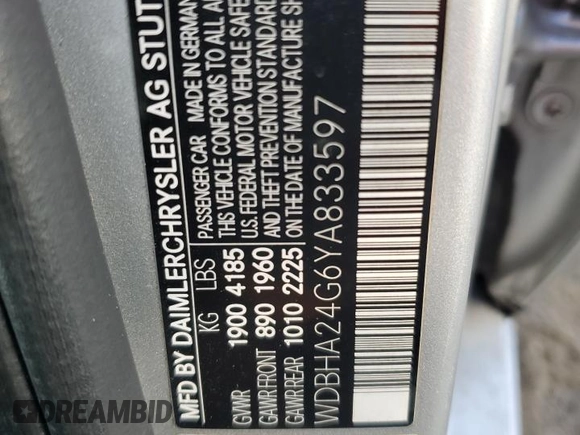 MFD BY DAIMLERCHRYSLER AG STUT
KG LBS PASSENGER CAR MADE IN GERMAN
GVWR 1900 4185 THIS VEHICLE CONFORMS TO ALL A
GAWR FRONT 890 1960 U.S. FEDERAL MOTOR VEHICLE SAFE
GAWR REAR 1010 2225 AND THEFT PREVENTION STANDARD
ON THE DATE OF MANUFACTURE SH
WDBHA24G6YA833597
DREAMBID
.COM